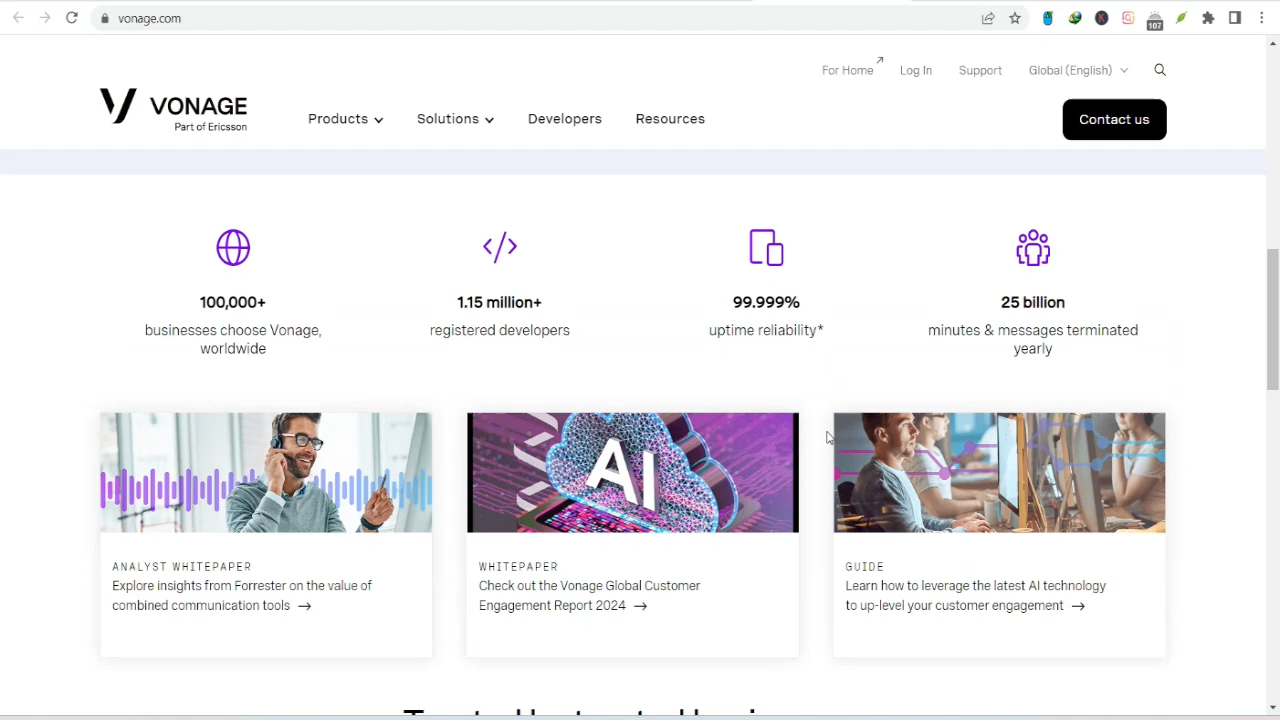 vonage.com
107
For Home
Log In
Support
Global (English)
VONAGE
Part of Ericsson
Products
Solutions
Developers
Resources
Contact us
100,000+
businesses choose Vonage,
worldwide
1.15 million+
registered developers
99.999%
uptime reliability*
25 billion
minutes & messages terminated
yearly
AI
ANALYST WHITEPAPER
Explore insights from Forrester on the value of
combined communication tools →
WHITEPAPER
Check out the Vonage Global Customer
Engagement Report 2024 →
GUIDE
Learn how to leverage the latest AI technology
to up-level your customer engagement →